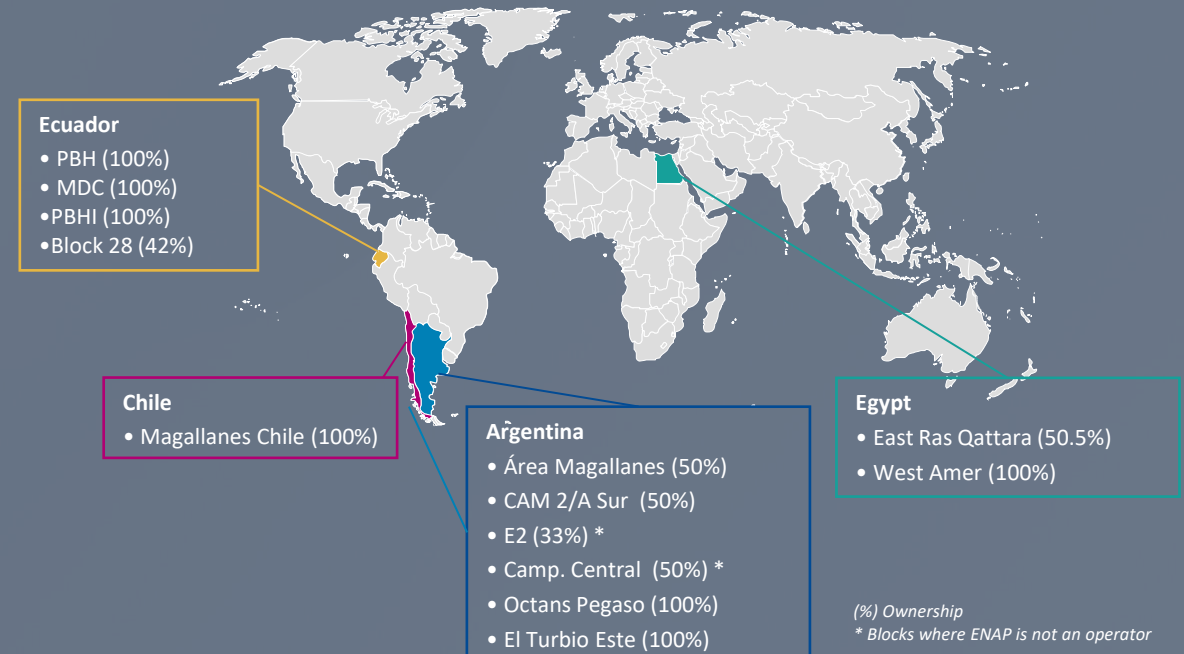 Ecuador
• PBH (100%)
• MDC (100%)
•PBHI (100%)
•Block 28 (42%)
Chile
• Magallanes Chile (100%)
Argentina
• Área Magallanes (50%)
• CAM 2/A Sur (50%)
• E2 (33%) *
• Camp. Central (50%) *
• Octans Pegaso (100%)
• El Turbio Este (100%)
Egypt
• East Ras Qattara (50.5%)
• West Amer (100%)
(%) Ownership
* Blocks where ENAP is not an operator